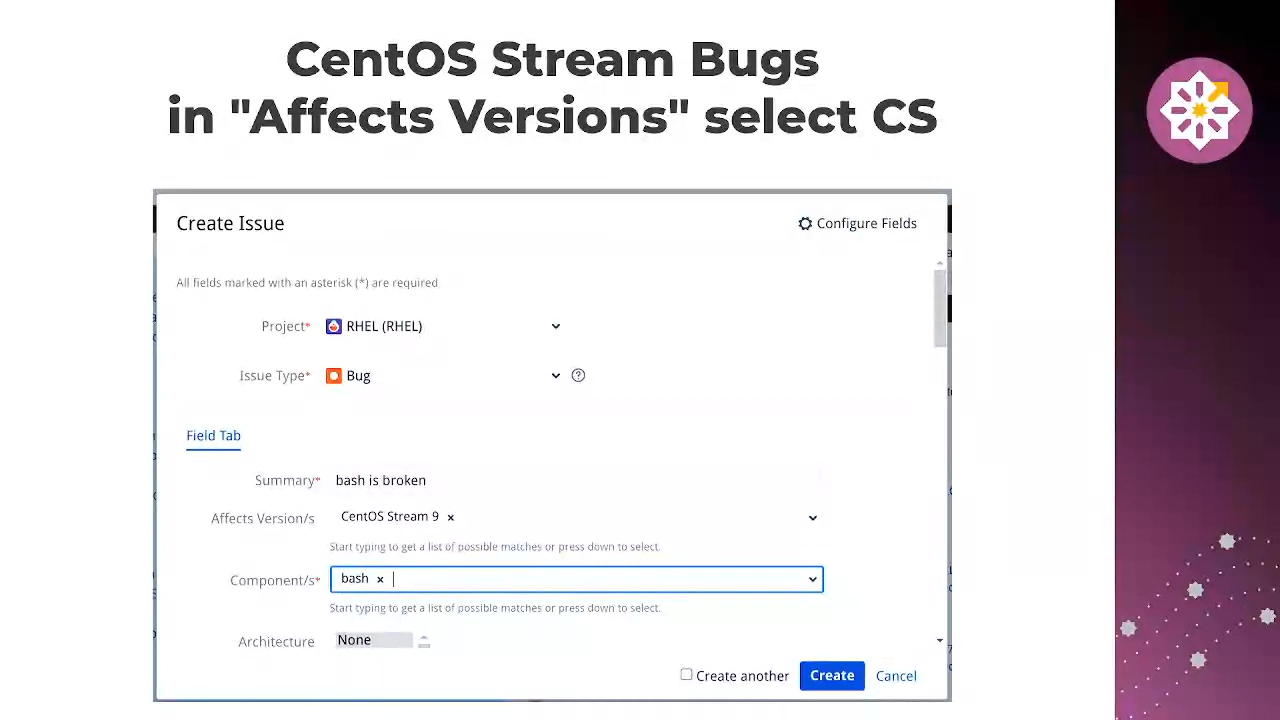 CentOS Stream Bugs
in "Affects Versions" select CS
Create Issue
Configure Fields
All fields marked with an asterisk (*) are required
Project* RHEL (RHEL)
Issue Type* Bug
Field Tab
Summary* bash is broken
Affects Version/s CentOS Stream 9 ×
Start typing to get a list of possible matches or press down to select.
Component/s* bash ×
Start typing to get a list of possible matches or press down to select.
Architecture None
Create another Create Cancel